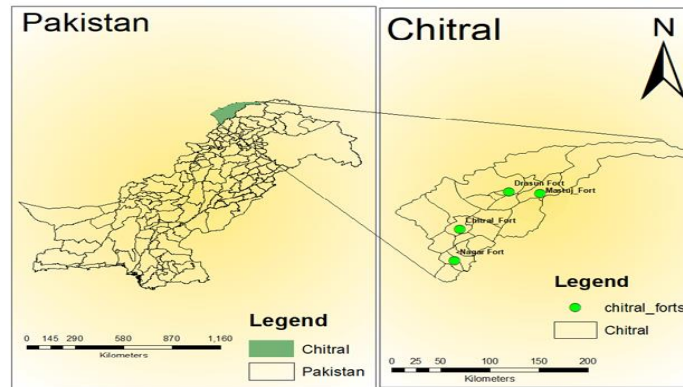 Pakistan
Legend
Chitral
Pakistan
0 145 290 580 870 1,160
Kilometers
Chitral
N
Drasun Fort
Mastuj_Fort
Chitral_Fort
Nagar Fort
Legend
chitral_forts
Chitral
0 25 50 100 150 200
Kilometers